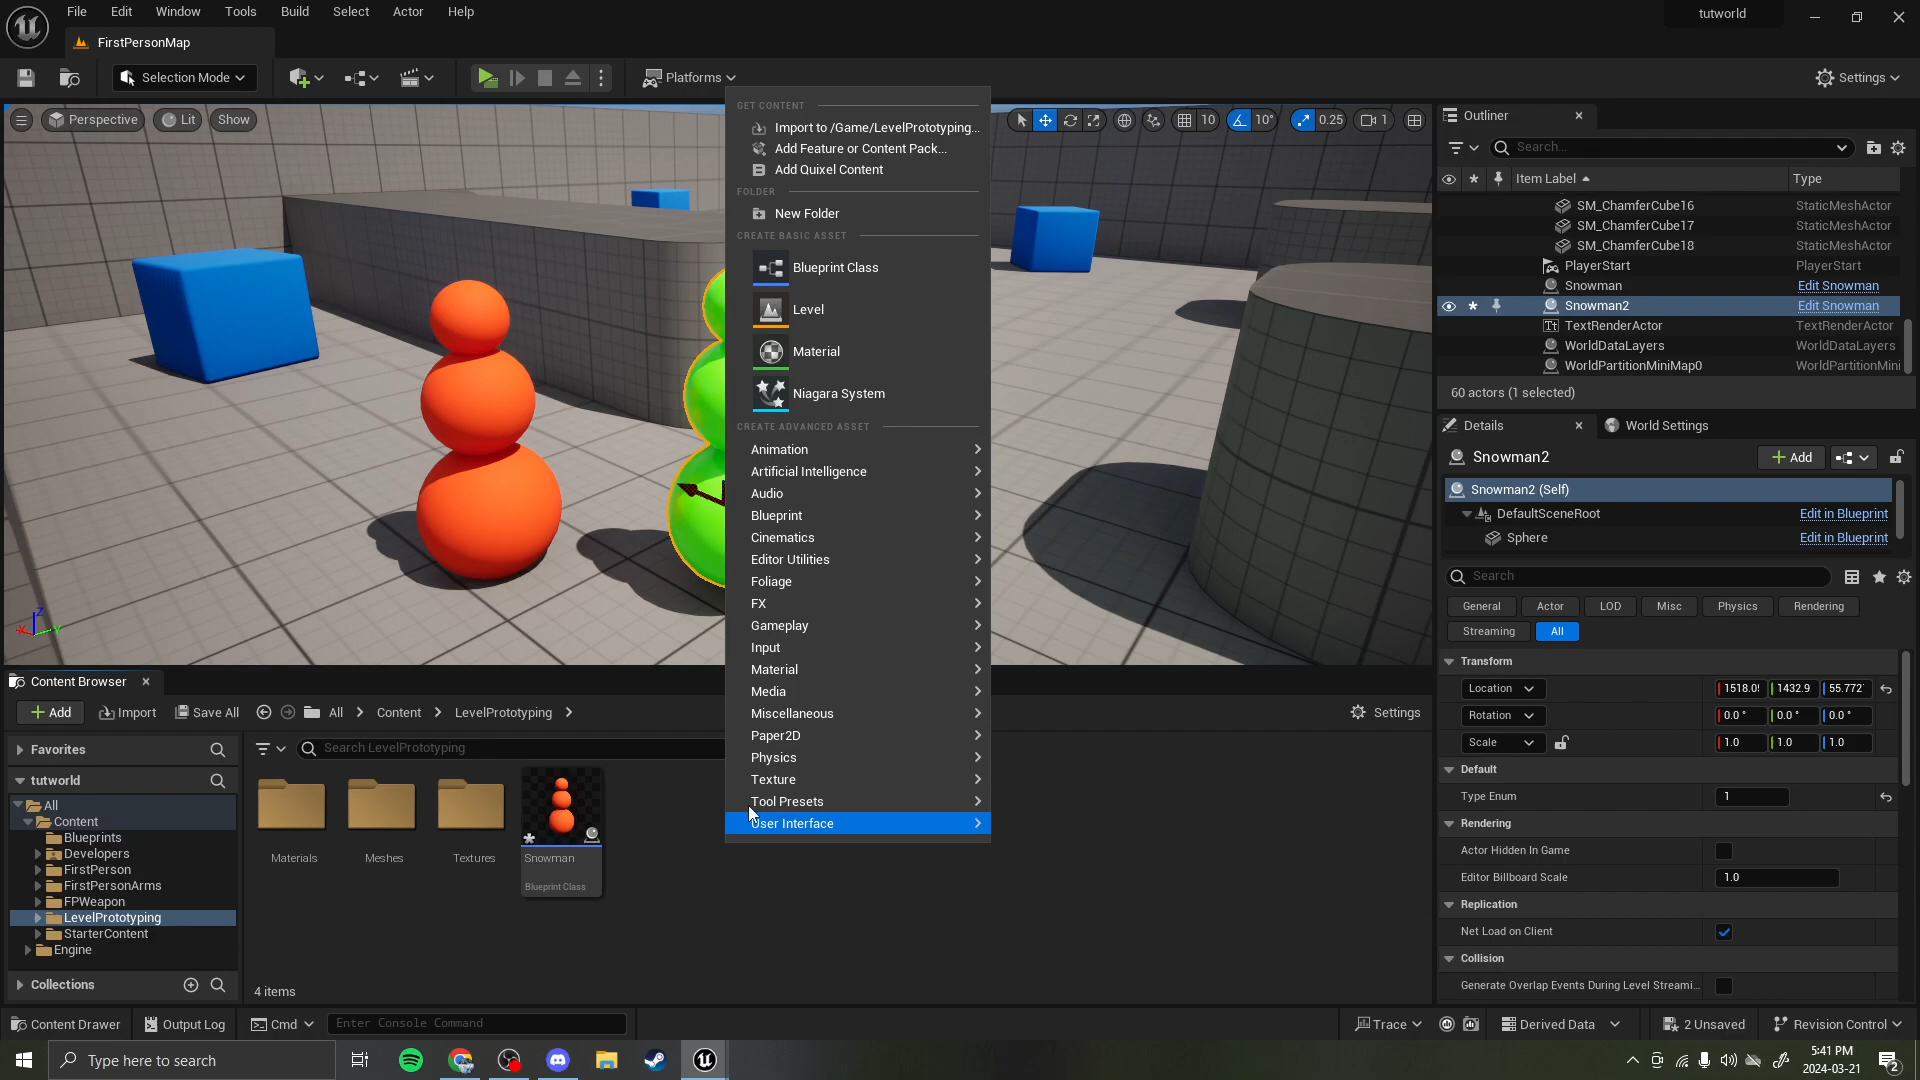 File Edit Window Tools Build Select Actor Help
tutworld
FirstPersonMap
Selection Mode
Platforms
Settings
Perspective Lit Show
10 10° 0.25 1
GET CONTENT
Import to /Game/LevelPrototyping...
Add Feature or Content Pack...
Add Quixel Content
FOLDER
New Folder
CREATE BASIC ASSET
Blueprint Class
Level
Material
Niagara System
CREATE ADVANCED ASSET
Animation
Artificial Intelligence
Audio
Blueprint
Cinematics
Editor Utilities
Foliage
FX
Gameplay
Input
Material
Media
Miscellaneous
Paper2D
Physics
Texture
Tool Presets
User Interface
Outliner
Search...
Item Label Type
SM_ChamferCube16 StaticMeshActor
SM_ChamferCube17 StaticMeshActor
SM_ChamferCube18 StaticMeshActor
PlayerStart PlayerStart
Snowman Edit Snowman
Snowman2 Edit Snowman
TextRenderActor TextRenderActor
WorldDataLayers WorldDataLayers
WorldPartitionMiniMap0 WorldPartitionMini
60 actors (1 selected)
Details World Settings
Snowman2 Add
Snowman2 (Self)
DefaultSceneRoot Edit in Blueprint
Sphere Edit in Blueprint
Search
General Actor LOD Misc Physics Rendering
Streaming All
Transform
Location 1518.0 1432.9 55.772
Rotation 0.0 ° 0.0 ° 0.0 °
Scale 1.0 1.0 1.0
Default
Type Enum 1
Rendering
Actor Hidden In Game
Editor Billboard Scale 1.0
Replication
Net Load on Client
Collision
Generate Overlap Events During Level Streami...
Z
X Y
Content Browser
Add Import Save All All Content LevelPrototyping Settings
Favorites
tutworld
All
Content
Blueprints
Developers
FirstPerson
FirstPersonArms
FPWeapon
LevelPrototyping
StarterContent
Engine
Collections
Search LevelPrototyping
Materials Meshes Textures Snowman
Blueprint Class
4 items
Content Drawer Output Log Cmd Enter Console Command Trace Derived Data 2 Unsaved Revision Control
Type here to search
5:41 PM
2024-03-21
2